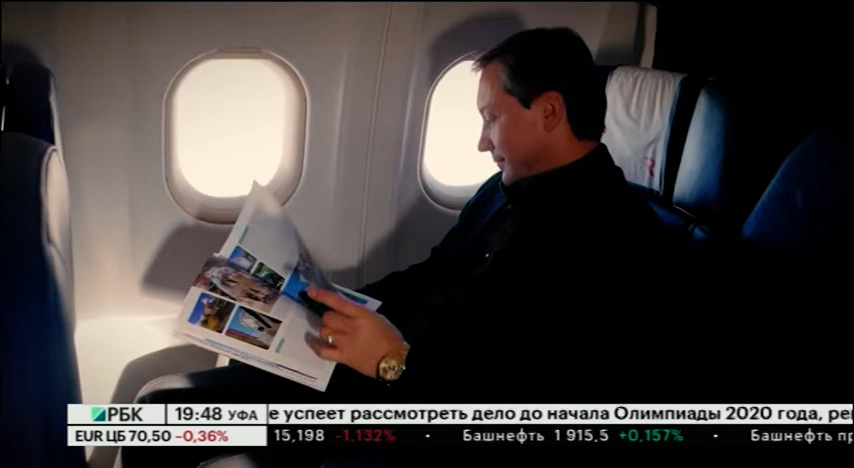 РБК 19:48 УФА е успеет рассмотреть дело до начала Олимпиады 2020 года, ре
EUR ЦБ 70,50 -0,36% 15,198 -1,132% · Башнефть 1 915,5 +0,157% · Башнефть пр